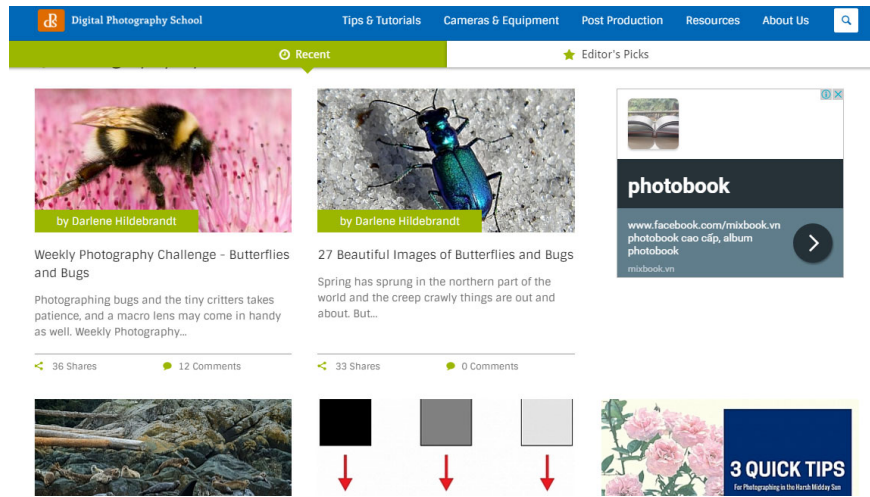 Digital Photography School
Tips & Tutorials
Cameras & Equipment
Post Production
Resources
About Us
Recent
Editor's Picks
by Darlene Hildebrandt
Weekly Photography Challenge - Butterflies
and Bugs
Photographing bugs and the tiny critters takes
patience, and a macro lens may come in handy
as well. Weekly Photography...
36 Shares
12 Comments
by Darlene Hildebrandt
27 Beautiful Images of Butterflies and Bugs
Spring has sprung in the northern part of the
world and the creep crawly things are out and
about. But...
33 Shares
0 Comments
photobook
www.facebook.com/mixbook.vn
photobook cao cấp, album
photobook
mixbook.vn
3 QUICK TIPS
For Photographing in the Harsh Midday Sun